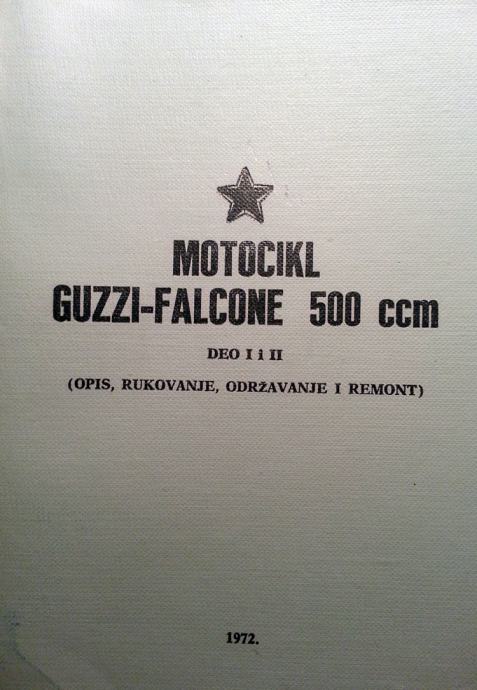 MOTOCIKL
GUZZI-FALCONE 500 ccm
DEO I i II
(OPIS, RUKOVANJE, ODRŽAVANJE I REMONT)
1972.